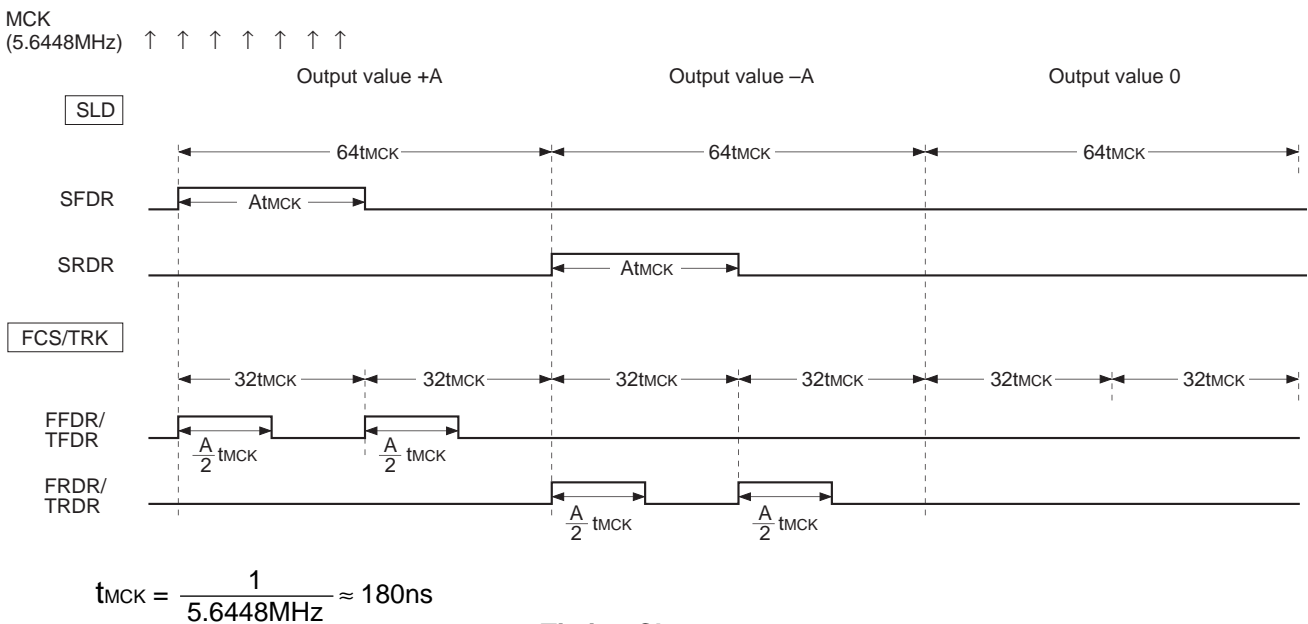 MCK
(5.6448MHz) ↑ ↑ ↑ ↑ ↑ ↑ ↑
Output value +A Output value –A Output value 0
SLD
64tMCK 64tMCK 64tMCK
SFDR AtMCK
SRDR AtMCK
FCS/TRK
32tMCK 32tMCK 32tMCK 32tMCK 32tMCK 32tMCK
FFDR/
TFDR
A/2 tMCK A/2 tMCK
FRDR/
TRDR
A/2 tMCK A/2 tMCK
tMCK = 1/5.6448MHz ≈ 180ns